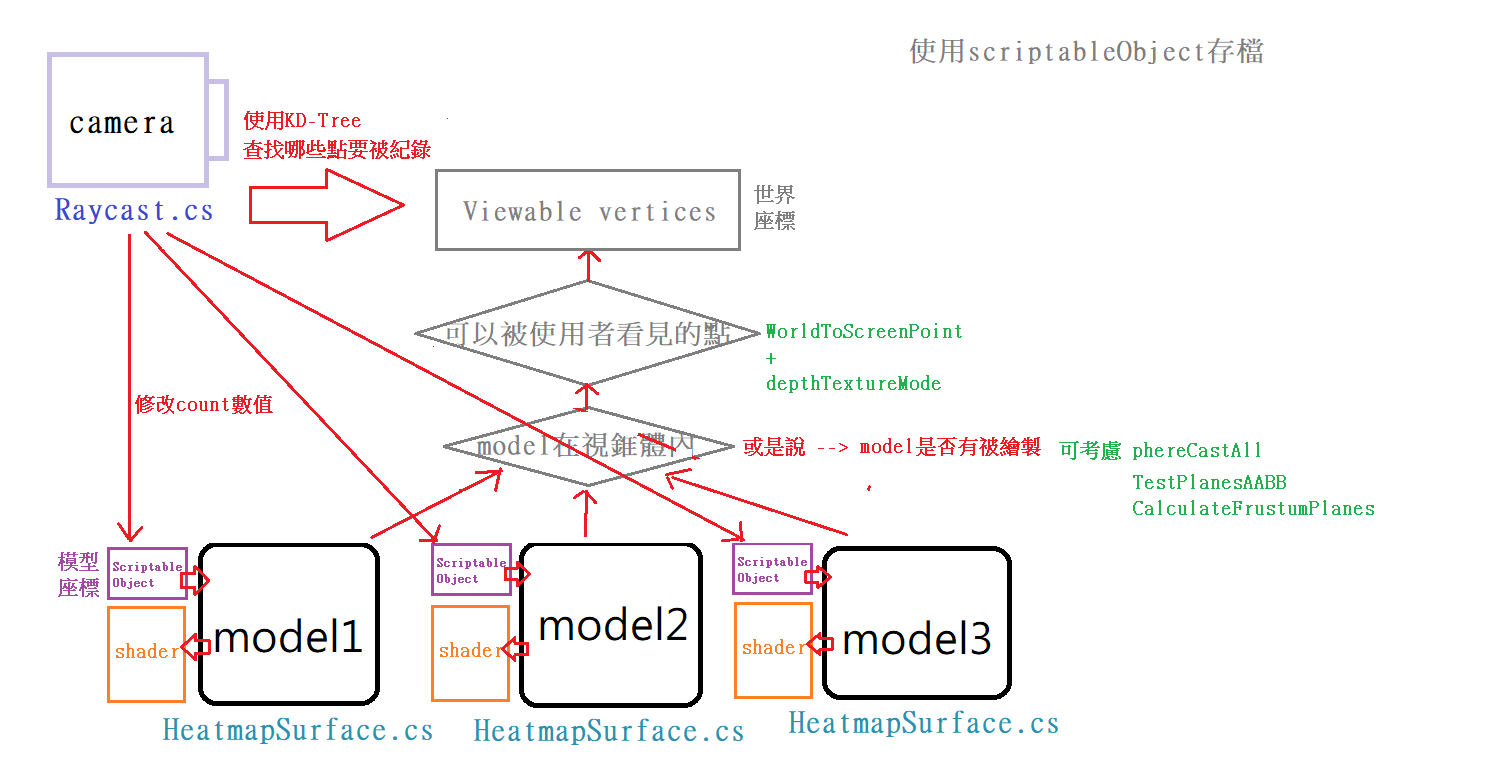 使用scriptableObject存檔
camera
使用KD-Tree
查找哪些點要被紀錄
Raycast.cs
Viewable vertices
世界
座標
可以被使用者看見的點
WorldToScreenPoint
+
depthTextureMode
修改count數值
model在視錐體內
或是說 --> model是否有被繪製
可考慮 phereCastAll
TestPlanesAABB
CalculateFrustumPlanes
模型
座標
Scriptable
Object
shader
model1
HeatmapSurface.cs
Scriptable
Object
shader
model2
HeatmapSurface.cs
Scriptable
Object
shader
model3
HeatmapSurface.cs